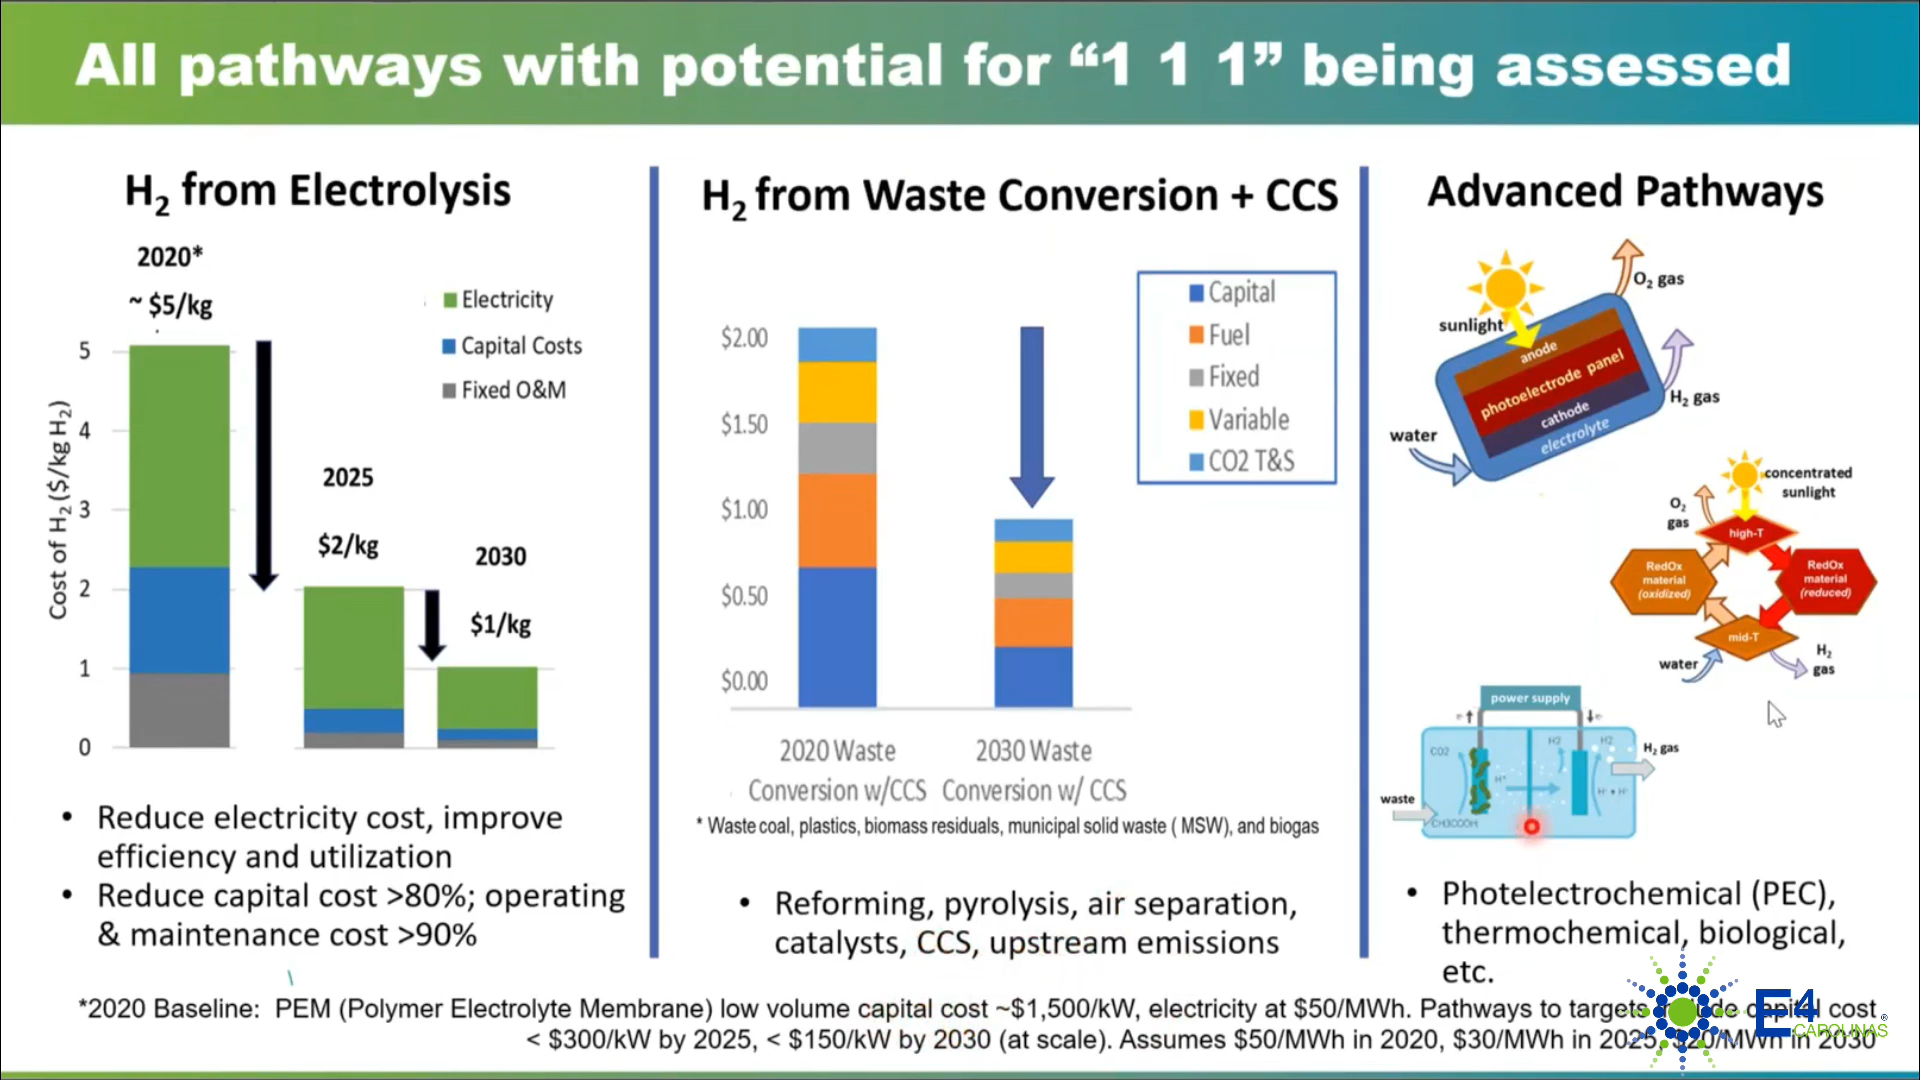 All pathways with potential for “1 1 1” being assessed
H2 from Electrolysis
2020*
~ $5/kg
Electricity
Capital Costs
Fixed O&M
5
4
3
2
1
0
Cost of H2 ($/kg H2)
2025
$2/kg
2030
$1/kg
• Reduce electricity cost, improve
efficiency and utilization
• Reduce capital cost >80%; operating
& maintenance cost >90%
H2 from Waste Conversion + CCS
Capital
Fuel
Fixed
Variable
CO2 T&S
$2.00
$1.50
$1.00
$0.50
$0.00
2020 Waste
Conversion w/CCS
2030 Waste
Conversion w/ CCS
* Waste coal, plastics, biomass residuals, municipal solid waste ( MSW), and biogas
• Reforming, pyrolysis, air separation,
catalysts, CCS, upstream emissions
Advanced Pathways
O2 gas
sunlight
anode
photoelectrode panel
cathode
electrolyte
H2 gas
water
concentrated
sunlight
O2
gas
high-T
RedOx
material
(oxidized)
RedOx
material
(reduced)
mid-T
water
H2
gas
power supply
e-
e-
CO2
H2
H2
H+
H2 gas
waste
CH3COOH
• Photelectrochemical (PEC),
thermochemical, biological,
etc.
*2020 Baseline: PEM (Polymer Electrolyte Membrane) low volume capital cost ~$1,500/kW, electricity at $50/MWh. Pathways to targets include capital cost
< $300/kW by 2025, < $150/kW by 2030 (at scale). Assumes $50/MWh in 2020, $30/MWh in 2025, $20/MWh in 2030
E4
CAROLINAS
®